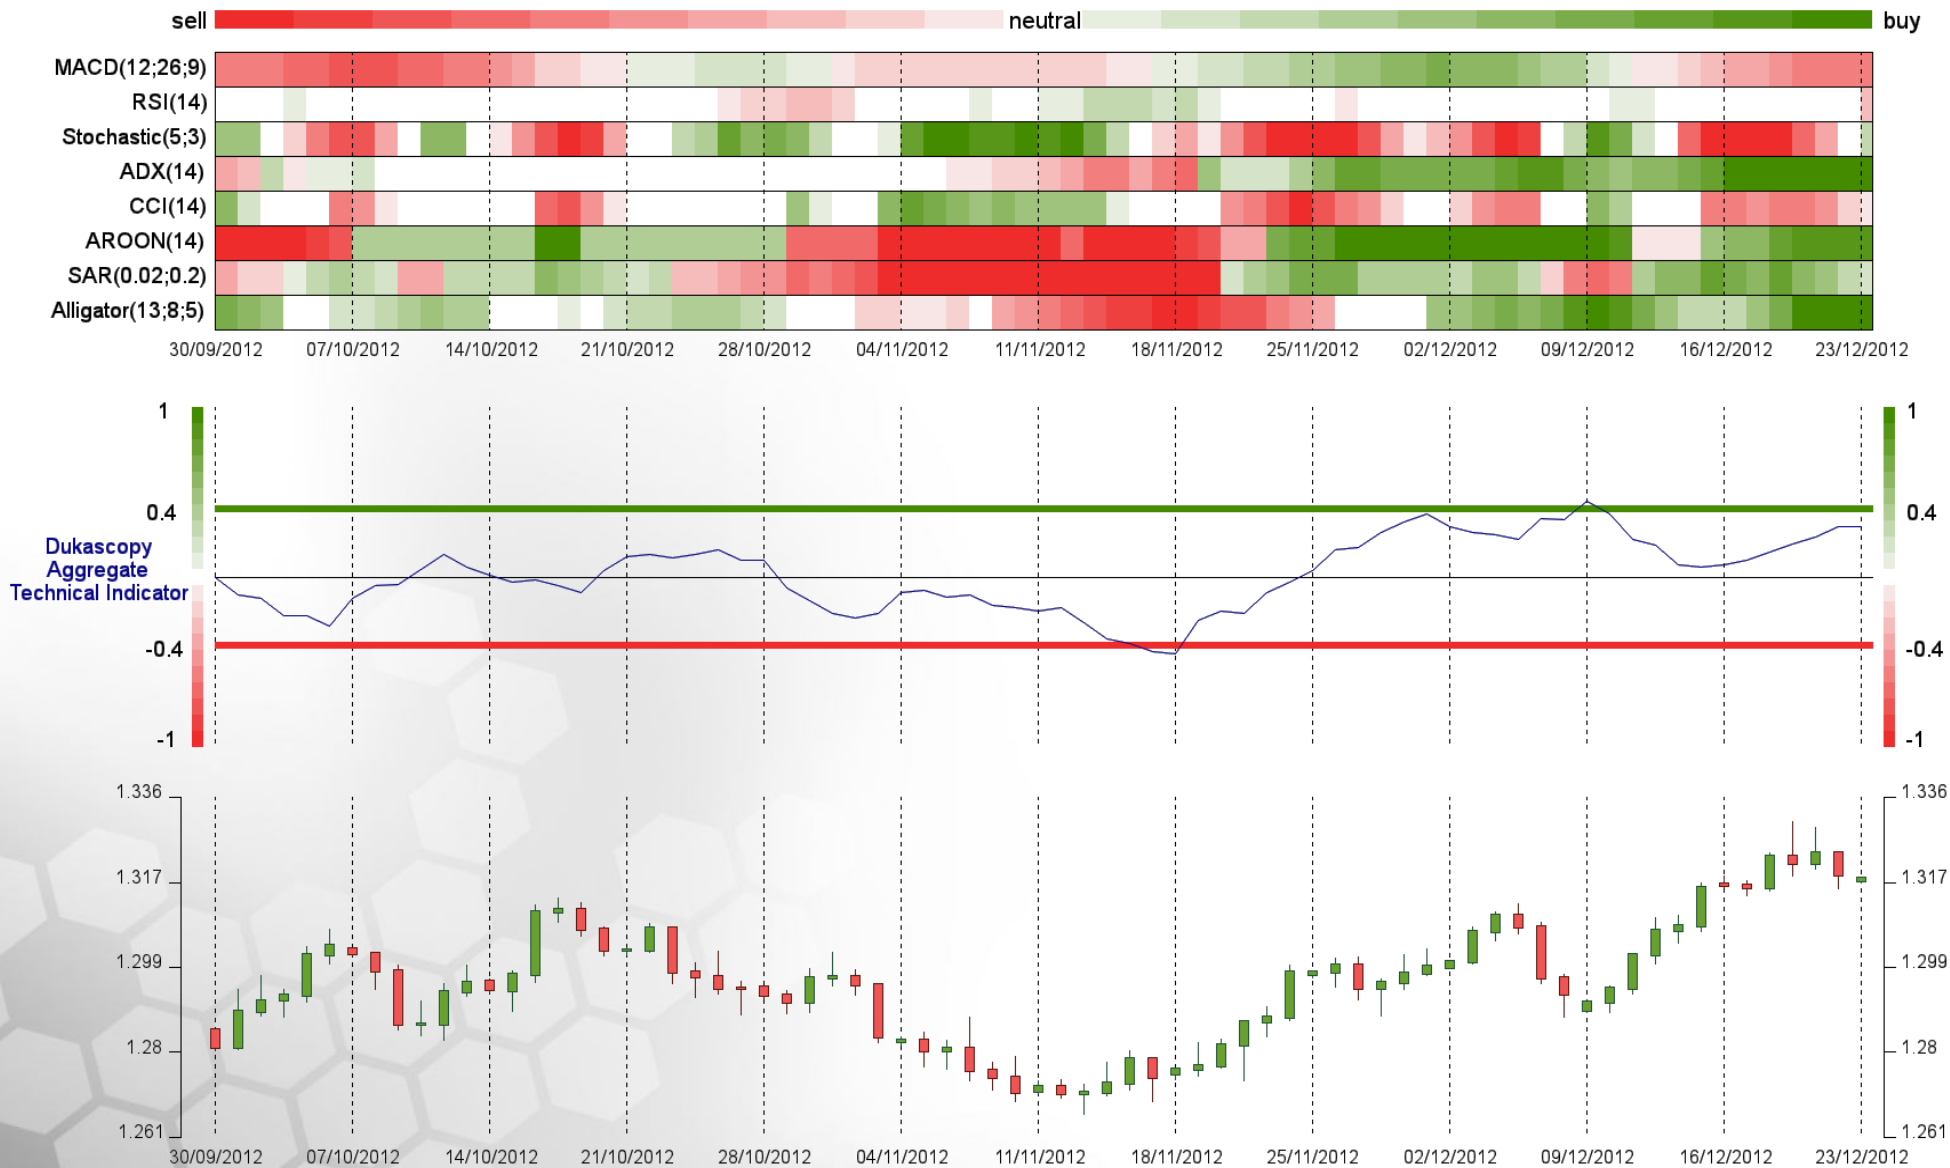 sell neutral buy
MACD(12;26;9)
RSI(14)
Stochastic(5;3)
ADX(14)
CCI(14)
AROON(14)
SAR(0.02;0.2)
Alligator(13;8;5)
30/09/2012 07/10/2012 14/10/2012 21/10/2012 28/10/2012 04/11/2012 11/11/2012 18/11/2012 25/11/2012 02/12/2012 09/12/2012 16/12/2012 23/12/2012
1 1
0.4 0.4
Dukascopy
Aggregate
Technical Indicator
-0.4 -0.4
-1 -1
1.336 1.336
1.317 1.317
1.299 1.299
1.28 1.28
1.261 1.261
30/09/2012 07/10/2012 14/10/2012 21/10/2012 28/10/2012 04/11/2012 11/11/2012 18/11/2012 25/11/2012 02/12/2012 09/12/2012 16/12/2012 23/12/2012